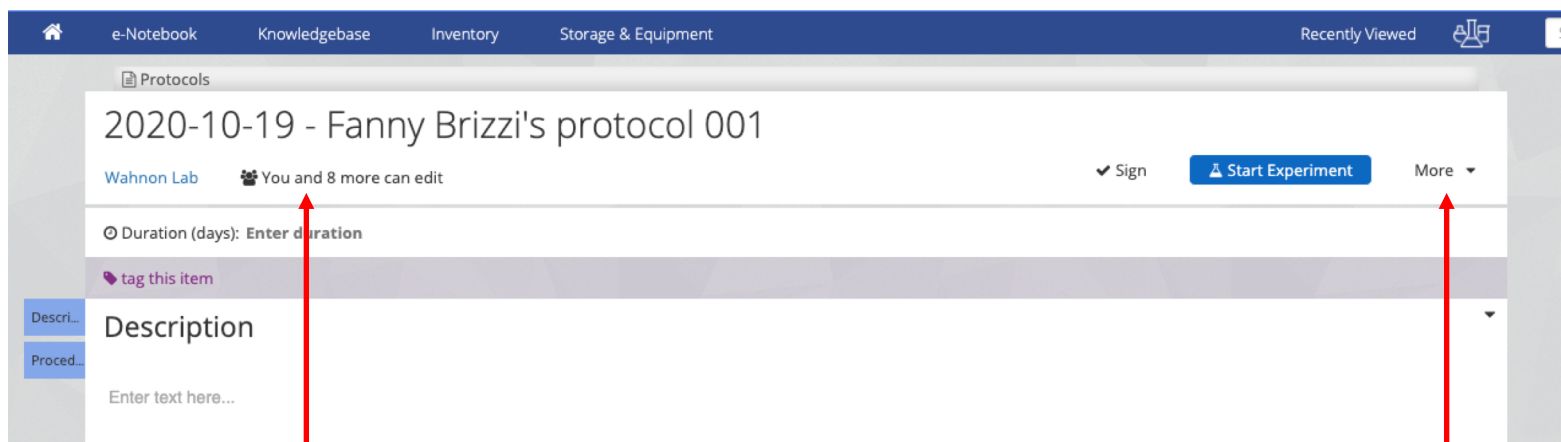 e-Notebook Knowledgebase Inventory Storage & Equipment Recently Viewed
Protocols
2020-10-19 - Fanny Brizzi's protocol 001
Wahnon Lab You and 8 more can edit Sign Start Experiment More
Duration (days): Enter duration
tag this item
Descri...
Description
Proced...
Enter text here...